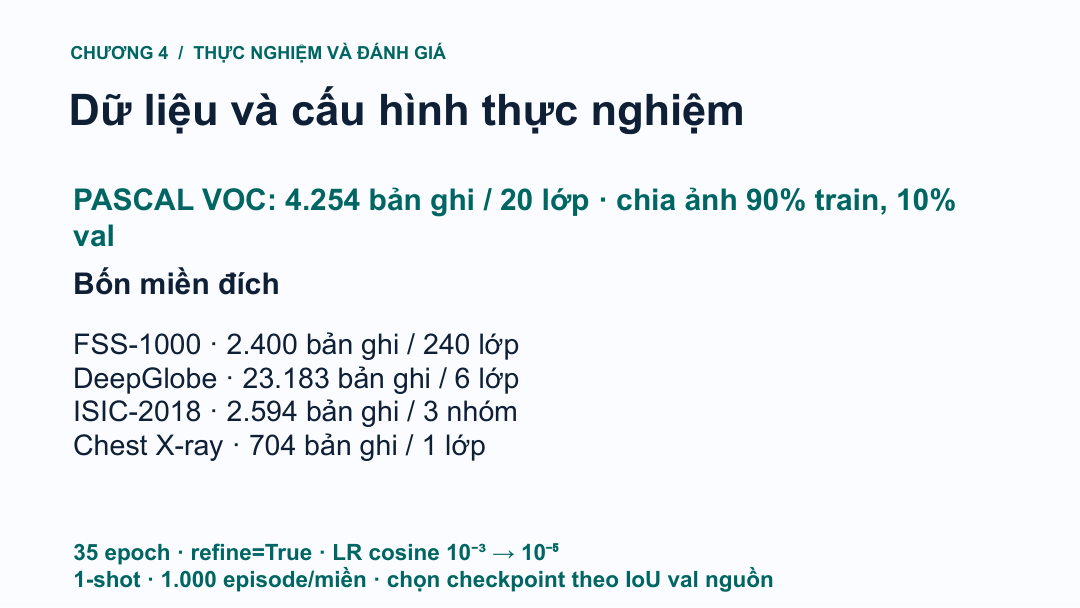 CHƯƠNG 4 / THỰC NGHIỆM VÀ ĐÁNH GIÁ
Dữ liệu và cấu hình thực nghiệm
PASCAL VOC: 4.254 bản ghi / 20 lớp · chia ảnh 90% train, 10%
val
Bốn miền đích
FSS-1000 · 2.400 bản ghi / 240 lớp
DeepGlobe · 23.183 bản ghi / 6 lớp
ISIC-2018 · 2.594 bản ghi / 3 nhóm
Chest X-ray · 704 bản ghi / 1 lớp
35 epoch · refine=True · LR cosine 10⁻³ → 10⁻⁵
1-shot · 1.000 episode/miền · chọn checkpoint theo IoU val nguồn